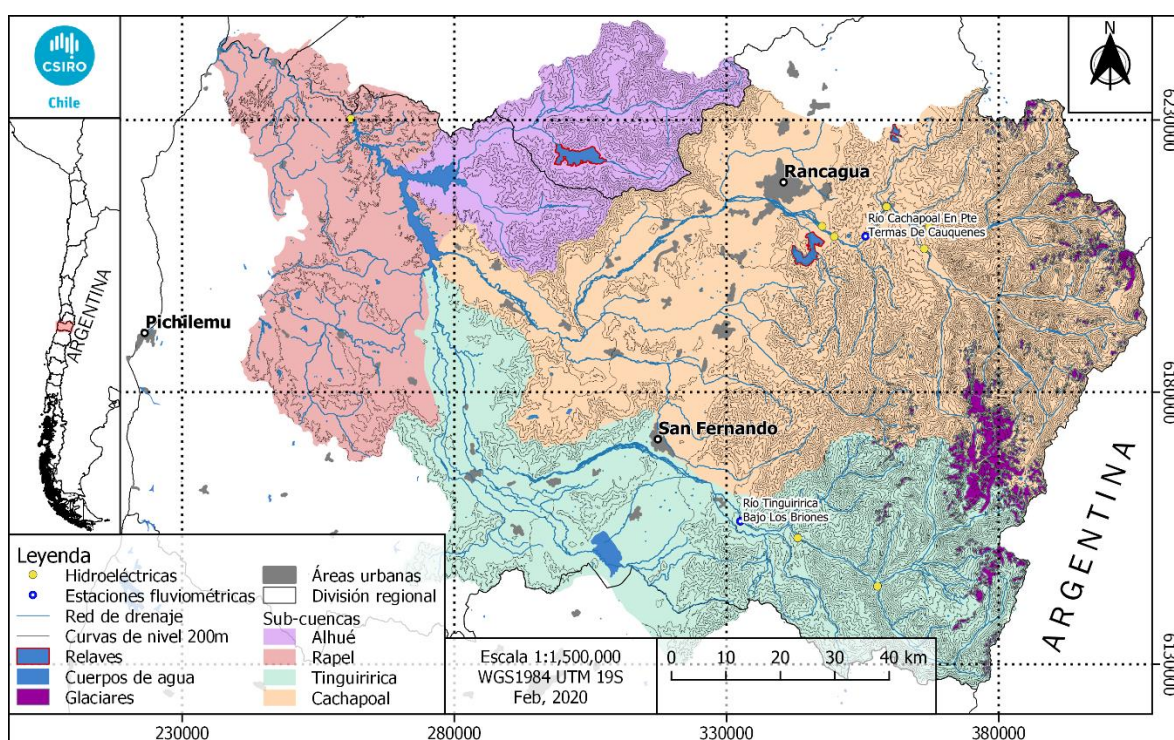 CSIRO
Chile
ARGENTINA
N
6230000
6180000
6130000
Rancagua
Río Cachapoal En Pte
Termas De Cauquenes
Pichilemu
San Fernando
Río Tinguiririca
Bajo Los Briones
ARGENTINA
Leyenda
Hidroeléctricas
Estaciones fluviométricas
Red de drenaje
Curvas de nivel 200m
Relaves
Cuerpos de agua
Glaciares
Áreas urbanas
División regional
Sub-cuencas
Alhué
Rapel
Tinguiririca
Cachapoal
Escala 1:1,500,000
WGS1984 UTM 19S
Feb, 2020
0 10 20 30 40 km
230000 280000 330000 380000